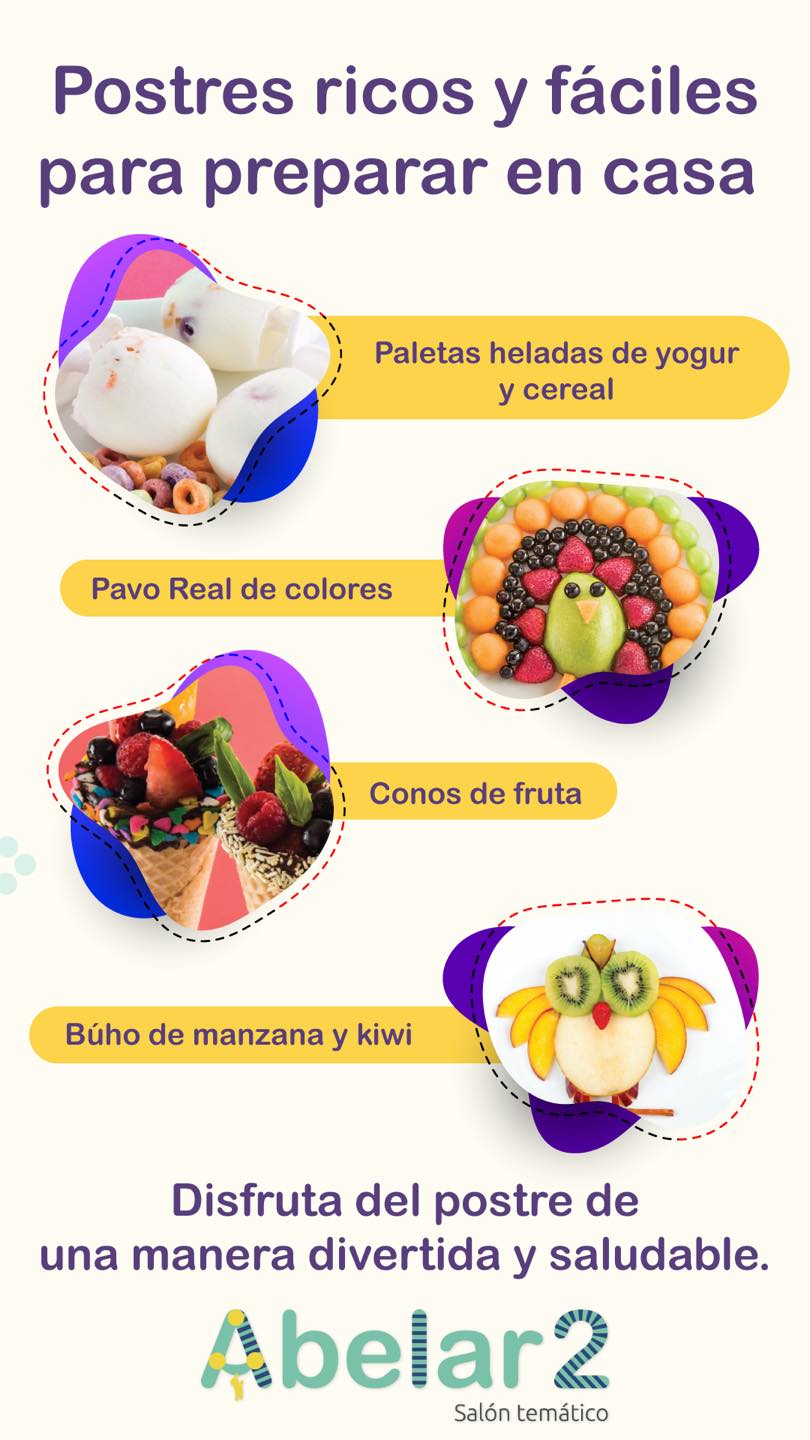 Postres ricos y fáciles
para preparar en casa
Paletas heladas de yogur
y cereal
Pavo Real de colores
Conos de fruta
Búho de manzana y kiwi
Disfruta del postre de
una manera divertida y saludable.
Abelar2
Salón temático